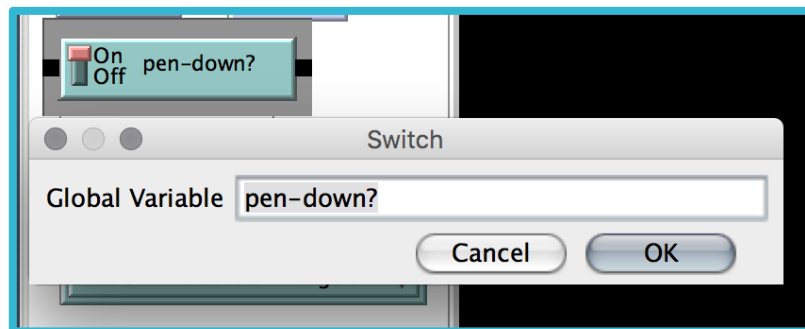 On
Off pen-down?
Switch
Global Variable pen-down?
Cancel OK